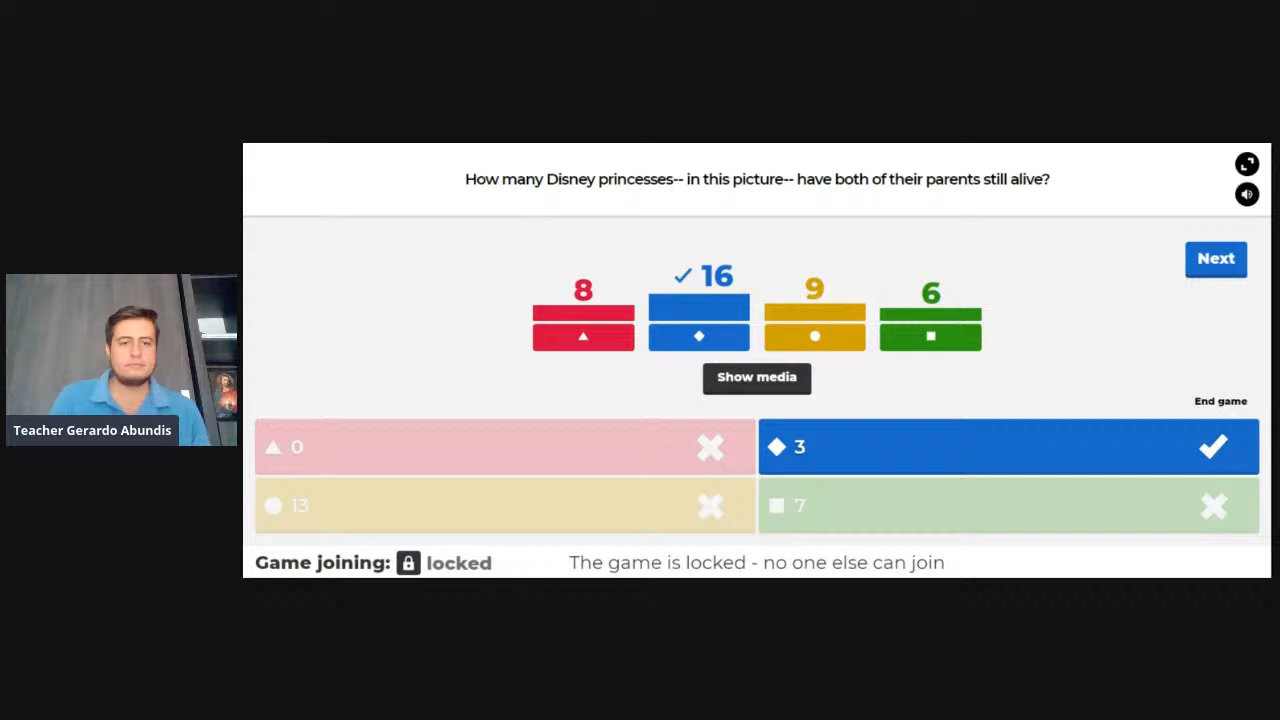 How many Disney princesses-- in this picture-- have both of their parents still alive?
Next
8
16
9
6
Show media
End game
0
3
13
7
Teacher Gerardo Abundis
Game joining: locked
The game is locked - no one else can join